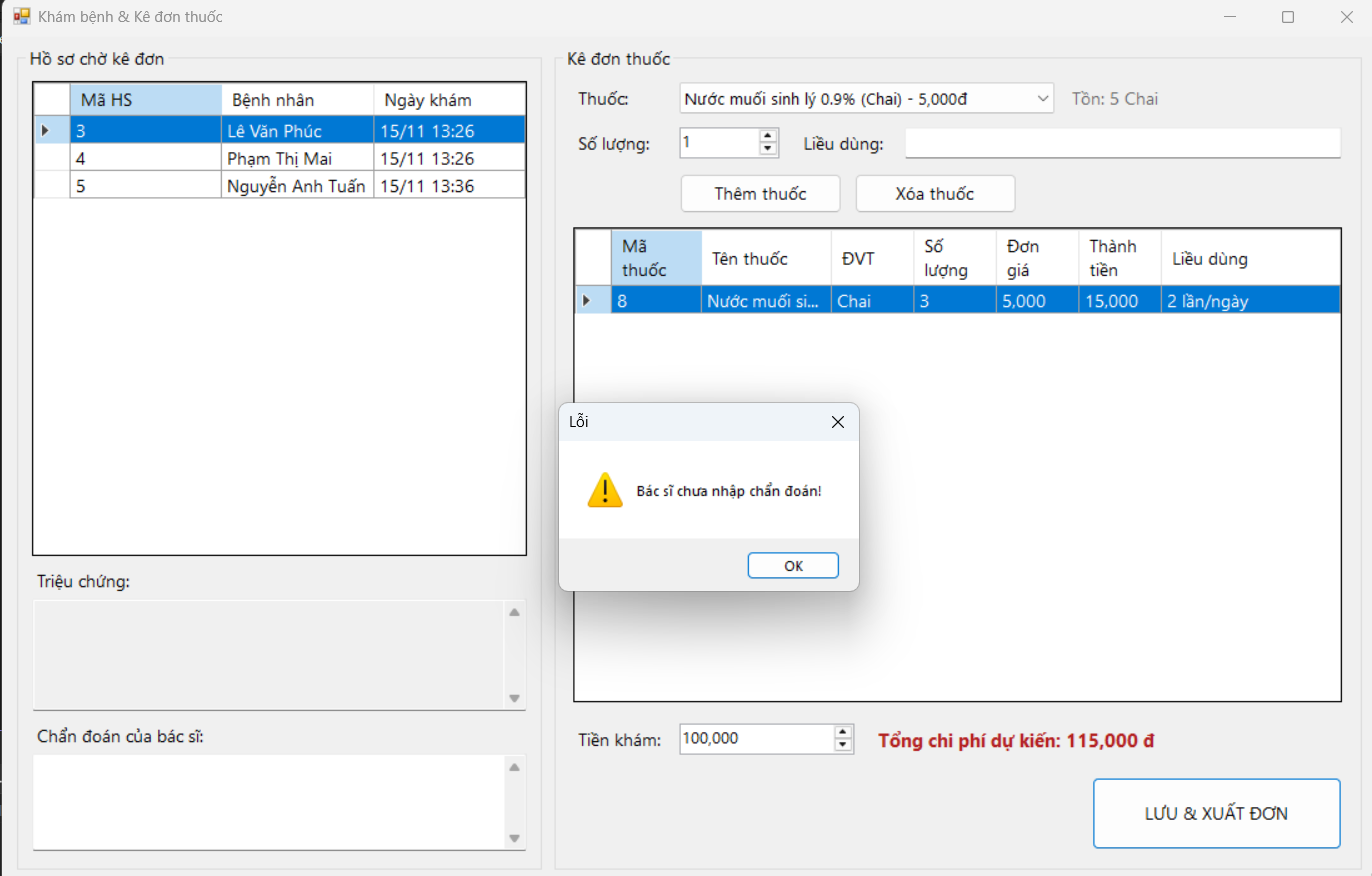 Khám bệnh & Kê đơn thuốc
Hồ sơ chờ kê đơn
Mã HS Bệnh nhân Ngày khám
3 Lê Văn Phúc 15/11 13:26
4 Phạm Thị Mai 15/11 13:26
5 Nguyễn Anh Tuấn 15/11 13:36
Triệu chứng:
Chẩn đoán của bác sĩ:
Kê đơn thuốc
Thuốc: Nước muối sinh lý 0.9% (Chai) - 5,000đ Tồn: 5 Chai
Số lượng: 1 Liều dùng:
Thêm thuốc Xóa thuốc
Mã thuốc Tên thuốc ĐVT Số lượng Đơn giá Thành tiền Liều dùng
8 Nước muối si... Chai 3 5,000 15,000 2 lần/ngày
Lỗi
Bác sĩ chưa nhập chẩn đoán!
OK
Tiền khám: 100,000 Tổng chi phí dự kiến: 115,000 đ
LƯU & XUẤT ĐƠN